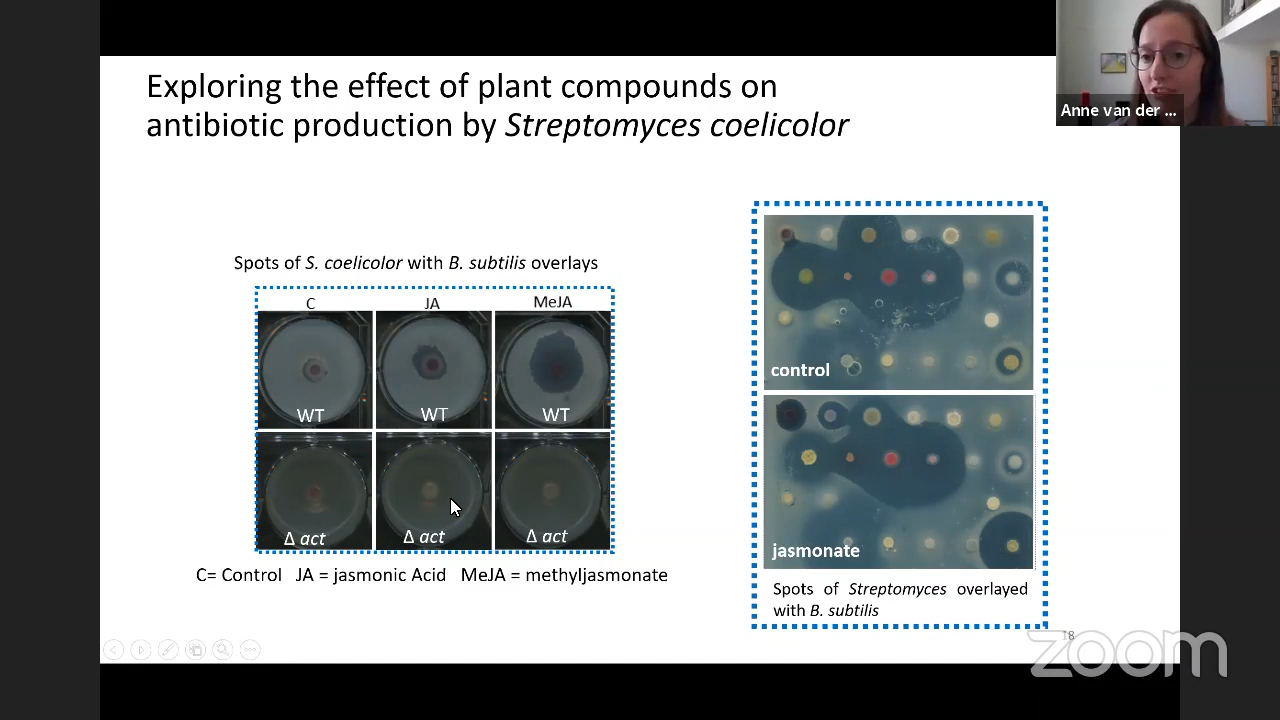 Exploring the effect of plant compounds on
antibiotic production by Streptomyces coelicolor
Anne van der ...
Spots of S. coelicolor with B. subtilis overlays
C JA MeJA
WT WT WT
Δ act Δ act Δ act
C= Control JA = jasmonic Acid MeJA = methyljasmonate
control
jasmonate
Spots of Streptomyces overlayed
with B. subtilis
18
zoom